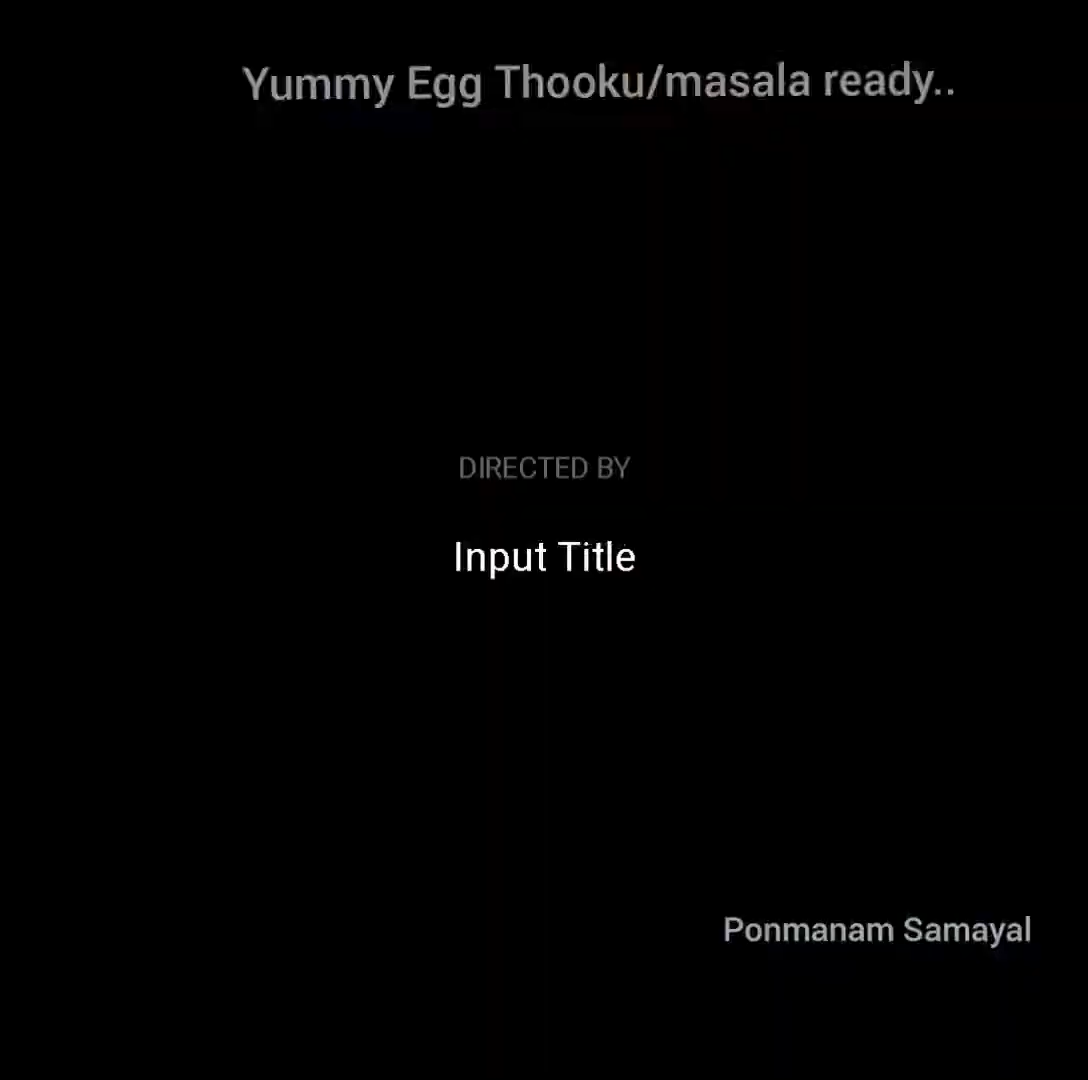 Yummy Egg Thooku/masala ready..
DIRECTED BY
Input Title
Ponmanam Samayal